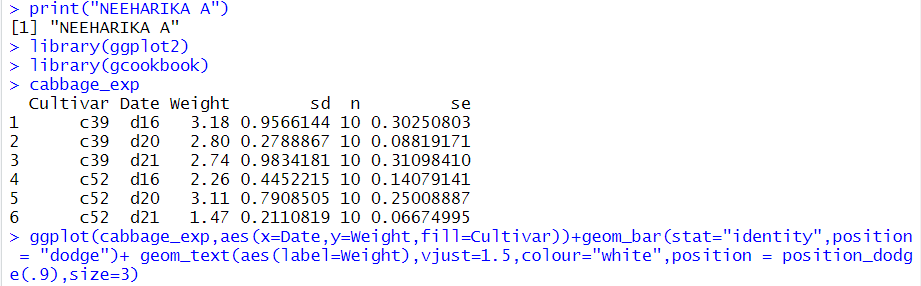 > print("NEEHARIKA A")
[1] "NEEHARIKA A"
> library(ggplot2)
> library(gcookbook)
> cabbage_exp
  Cultivar Date Weight        sd  n         se
1      c39  d16   3.18 0.9566144 10 0.30250803
2      c39  d20   2.80 0.2788867 10 0.08819171
3      c39  d21   2.74 0.9834181 10 0.31098410
4      c52  d16   2.26 0.4452215 10 0.14079141
5      c52  d20   3.11 0.7908505 10 0.25008887
6      c52  d21   1.47 0.2110819 10 0.06674995
> ggplot(cabbage_exp,aes(x=Date,y=Weight,fill=Cultivar))+geom_bar(stat="identity",position
 = "dodge")+ geom_text(aes(label=Weight),vjust=1.5,colour="white",position = position_dodg
e(.9),size=3)